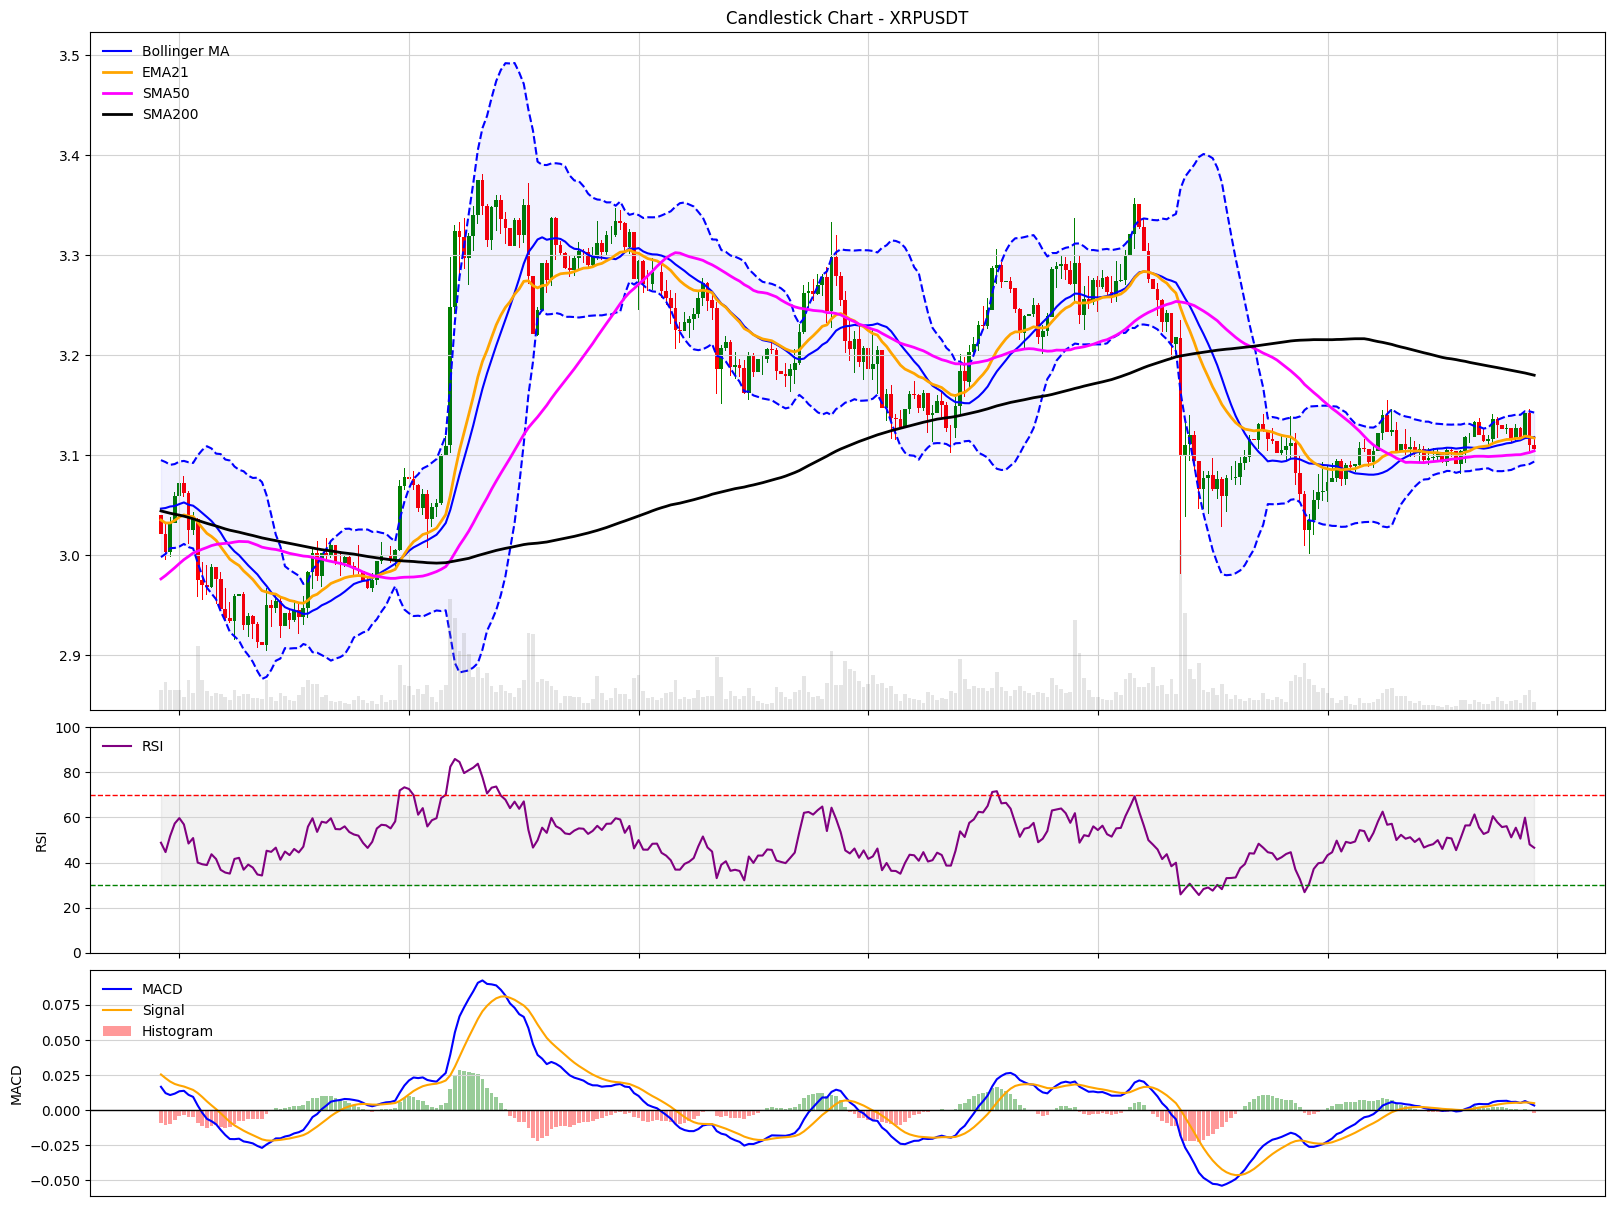 Candlestick Chart - XRPUSDT
Bollinger MA
EMA21
SMA50
SMA200
3.5
3.4
3.3
3.2
3.1
3.0
2.9
RSI
100
80
60
40
20
0
RSI
MACD
Signal
Histogram
0.075
0.050
0.025
0.000
−0.025
−0.050
MACD